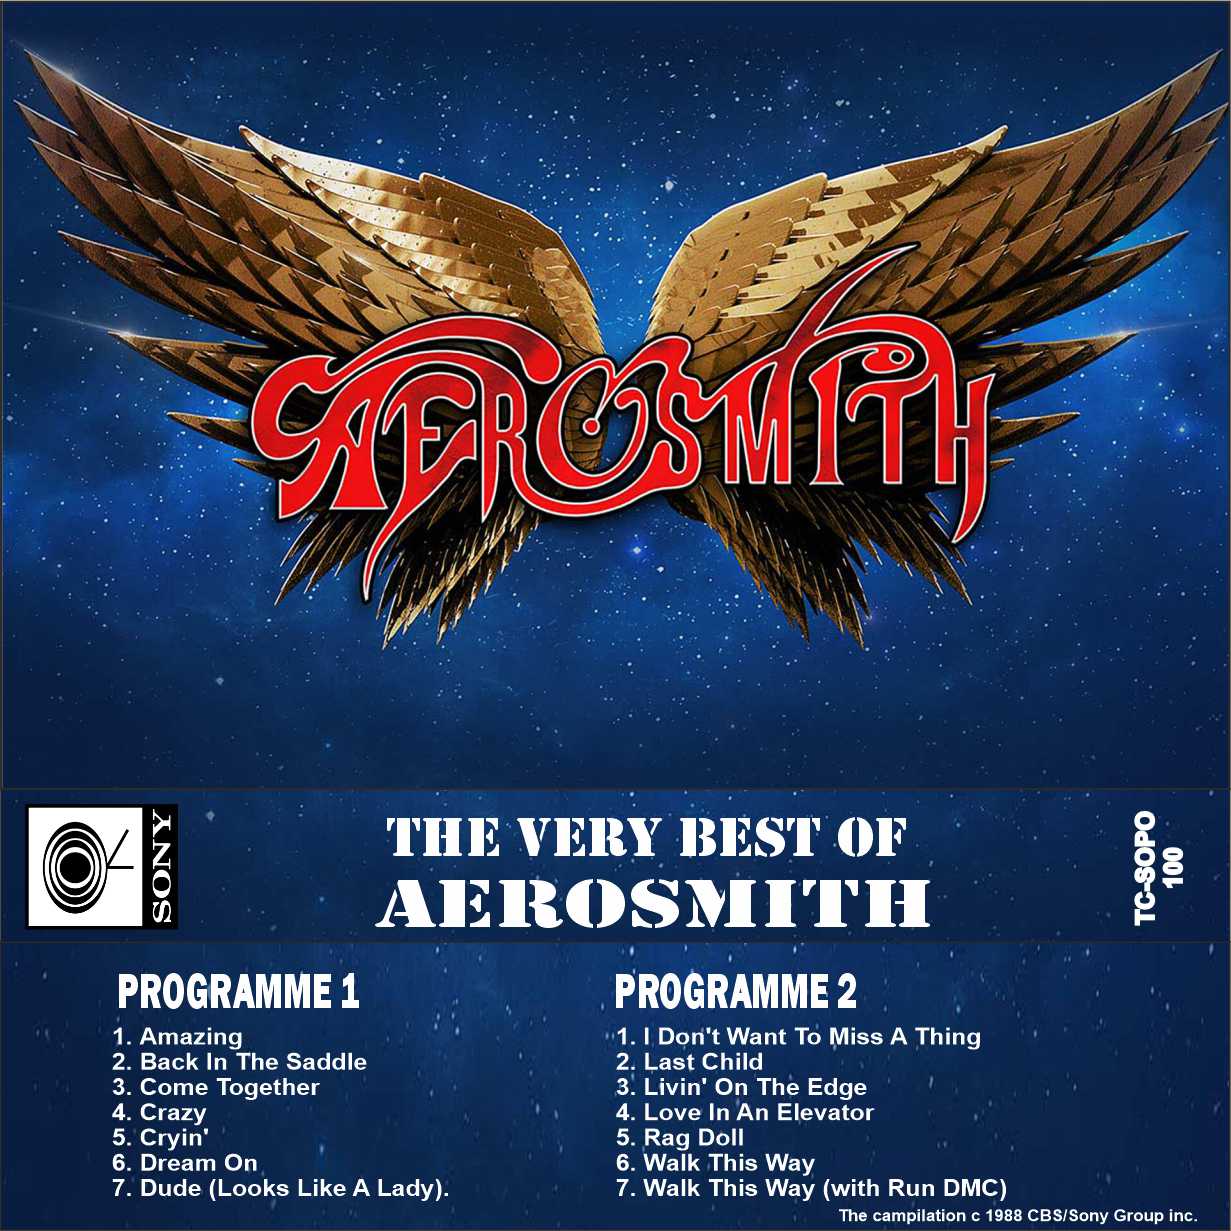 AEROSMITH
SONY
THE VERY BEST OF
AEROSMITH
TC-SOPO
100
PROGRAMME 1
1. Amazing
2. Back In The Saddle
3. Come Together
4. Crazy
5. Cryin'
6. Dream On
7. Dude (Looks Like A Lady).
PROGRAMME 2
1. I Don't Want To Miss A Thing
2. Last Child
3. Livin' On The Edge
4. Love In An Elevator
5. Rag Doll
6. Walk This Way
7. Walk This Way (with Run DMC)
The campilation c 1988 CBS/Sony Group inc.